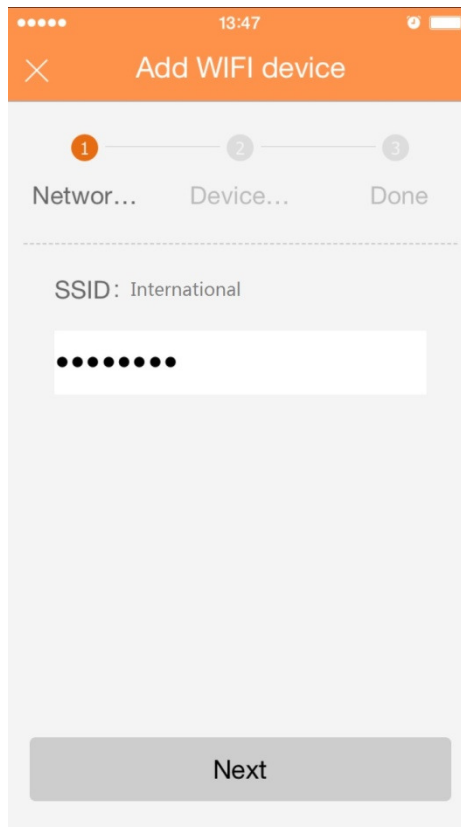 13:47
Add WIFI device
1 2 3
Networ... Device... Done
SSID: International
••••••••
Next